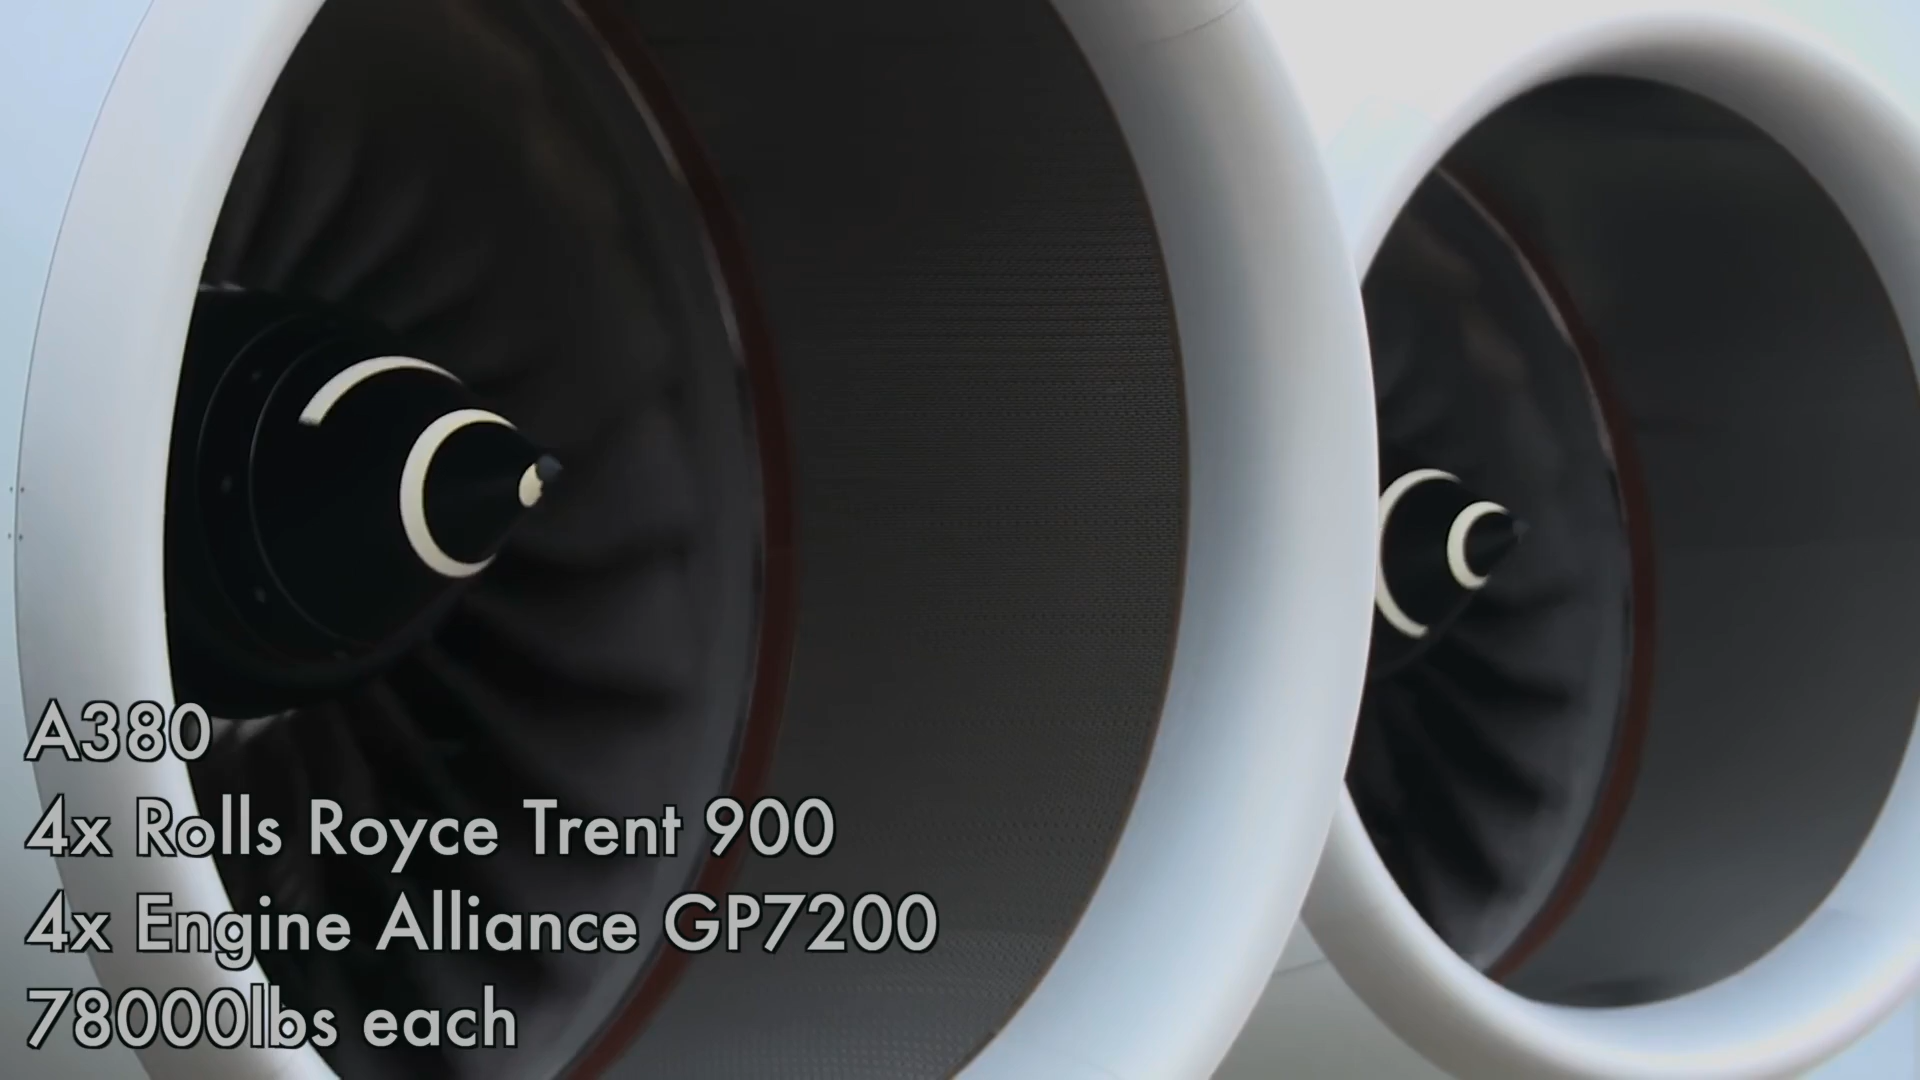 A380
4x Rolls Royce Trent 900
4x Engine Alliance GP7200
78000lbs each